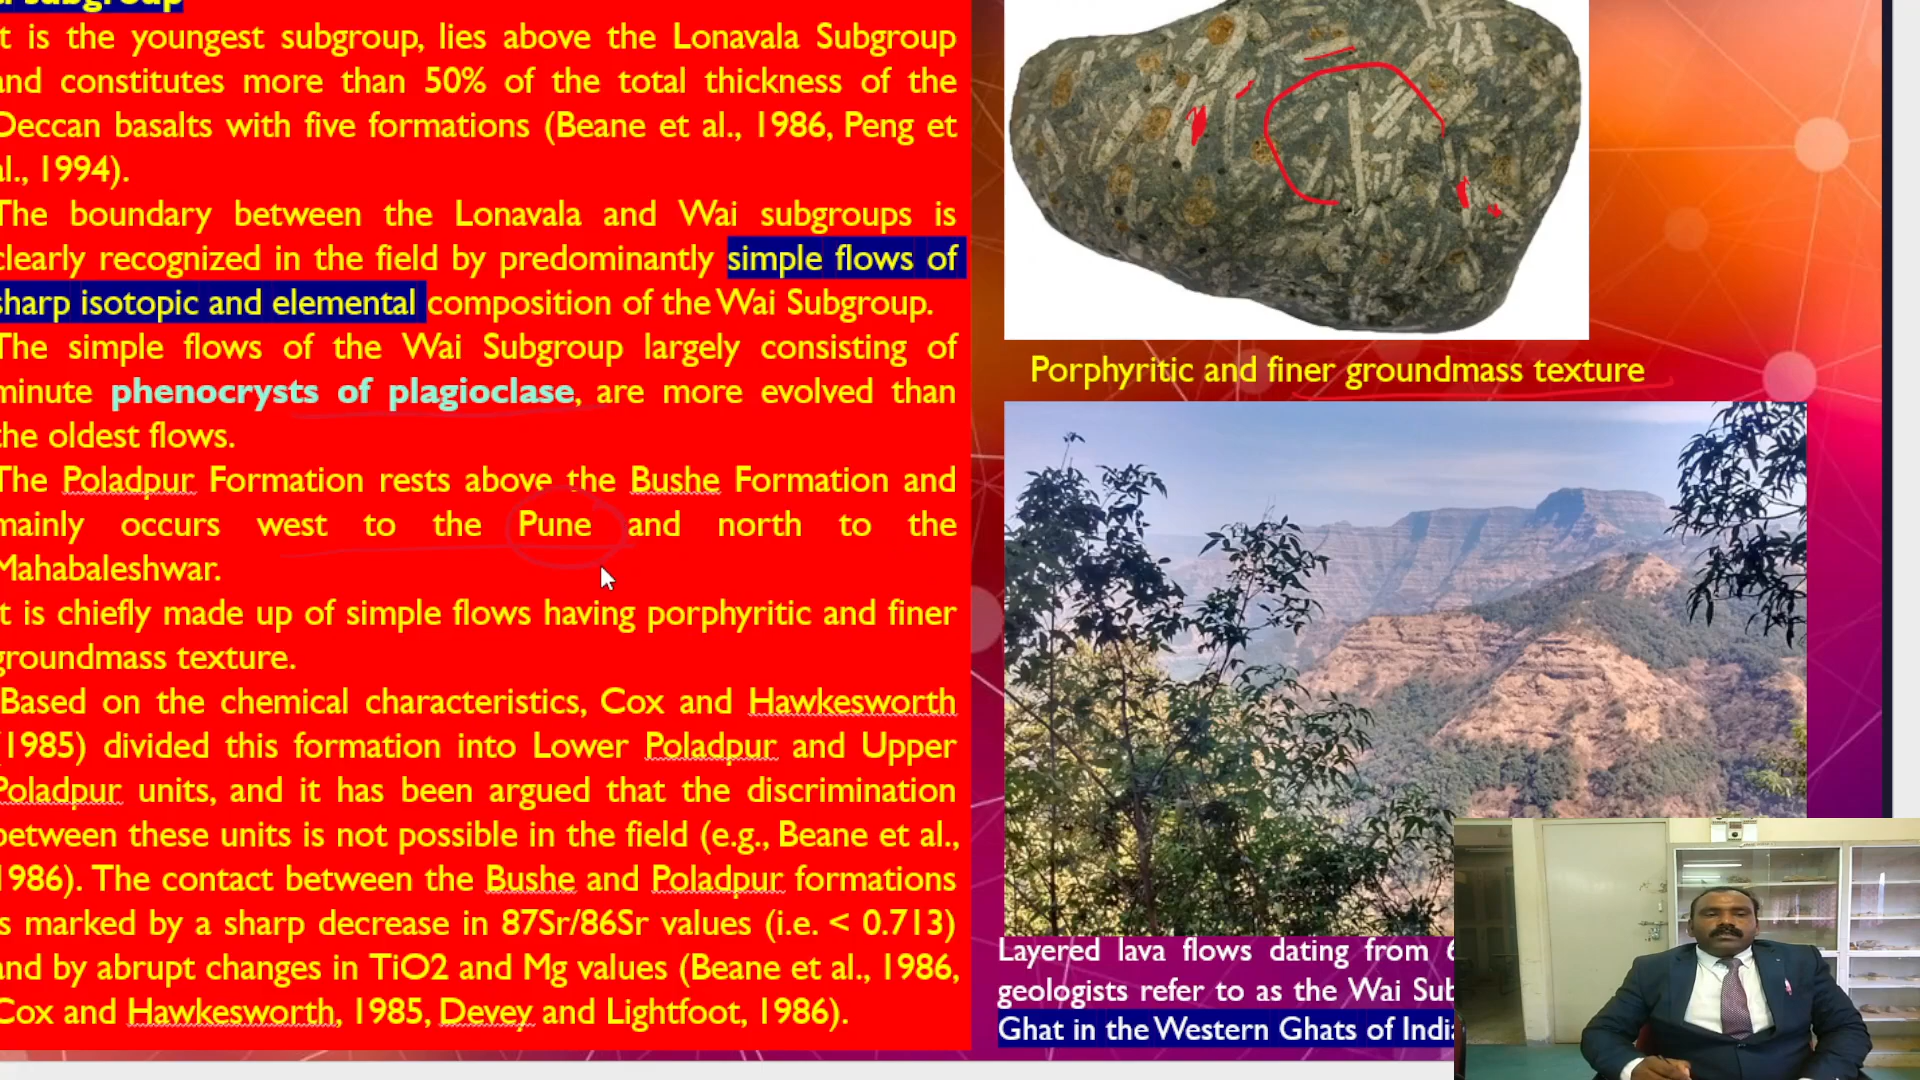 subgroup
t is the youngest subgroup, lies above the Lonavala Subgroup
and constitutes more than 50% of the total thickness of the
Deccan basalts with five formations (Beane et al., 1986, Peng et
al., 1994).
The boundary between the Lonavala and Wai subgroups is
clearly recognized in the field by predominantly simple flows of
sharp isotopic and elemental composition of the Wai Subgroup.
The simple flows of the Wai Subgroup largely consisting of
minute phenocrysts of plagioclase, are more evolved than
the oldest flows.
The Poladpur Formation rests above the Bushe Formation and
mainly occurs west to the Pune and north to the
Mahabaleshwar.
t is chiefly made up of simple flows having porphyritic and finer
groundmass texture.
Based on the chemical characteristics, Cox and Hawkesworth
(1985) divided this formation into Lower Poladpur and Upper
Poladpur units, and it has been argued that the discrimination
between these units is not possible in the field (e.g., Beane et al.,
1986). The contact between the Bushe and Poladpur formations
is marked by a sharp decrease in 87Sr/86Sr values (i.e. < 0.713)
and by abrupt changes in TiO2 and Mg values (Beane et al., 1986,
Cox and Hawkesworth, 1985, Devey and Lightfoot, 1986).
Porphyritic and finer groundmass texture
Layered lava flows dating from
geologists refer to as the Wai Sub
Ghat in the Western Ghats of India